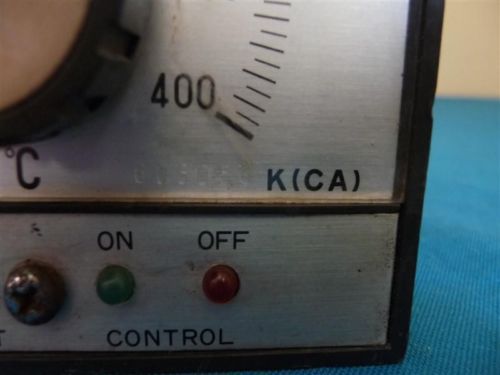 400
°C
K(CA)
ON OFF
CONTROL